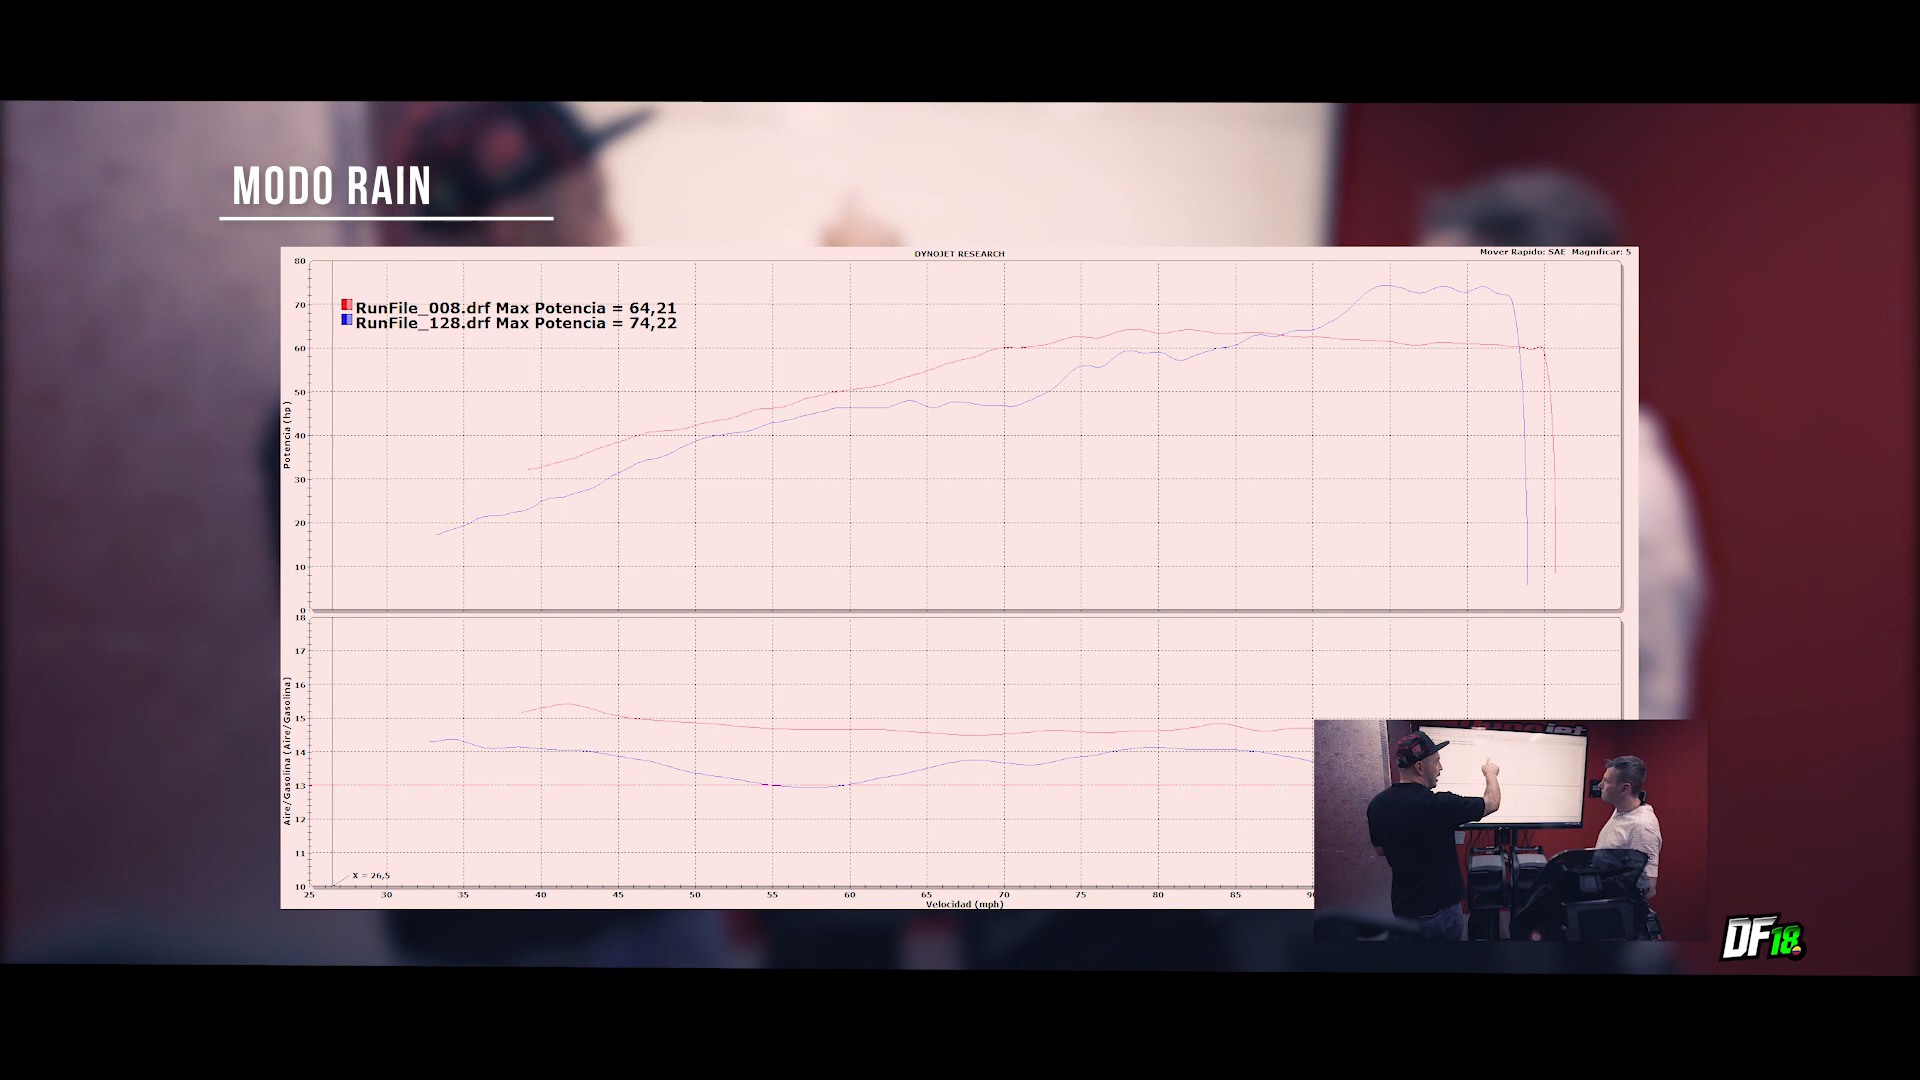 MODO RAIN
DYNOJET RESEARCH
Mover Rapido: SAE Magnificar: 5
RunFile_008.drf Max Potencia = 64,21
RunFile_128.drf Max Potencia = 74,22
80
70
60
50
40
30
20
10
0
Potencia (hp)
18
17
16
15
14
13
12
11
10
Aire/Gasolina (Aire/Gasolina)
X = 26,5
25 30 35 40 45 50 55 60 65 70 75 80 85
Velocidad (mph)
DF18